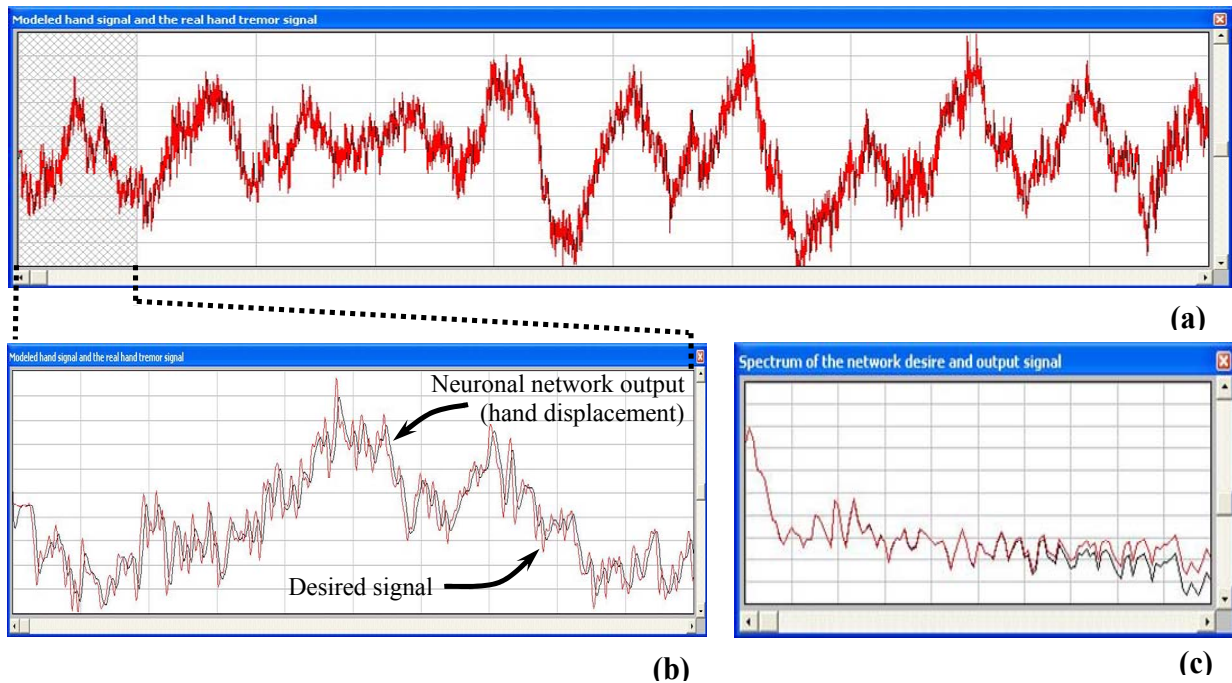 Modeled hand signal and the real hand tremor signal
(a)
Modeled hand signal and the real hand tremor signal
Neuronal network output
(hand displacement)
Desired signal
(b)
Spectrum of the network desire and output signal
(c)